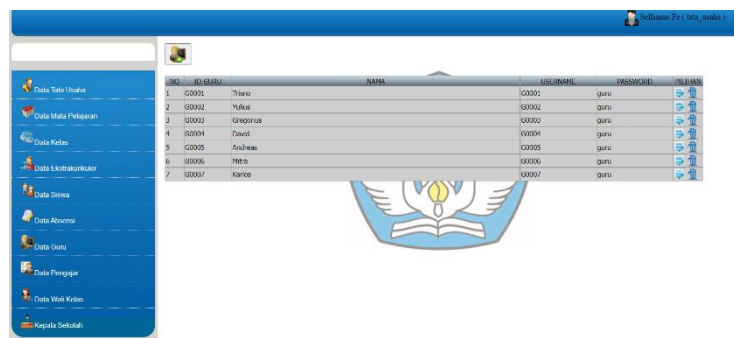 Selfianus Fe ( tata_usaha )
NO ID GURU NAMA USERNAME PASSWORD PILIHAN
1 G0001 Trisno G0001 guru
2 G0002 Yulius G0002 guru
3 G0003 Gregorius G0003 guru
4 G0004 David G0004 guru
5 G0005 Andreas G0005 guru
6 G0006 Mitra G0006 guru
7 G0007 Karlos G0007 guru
Data Tata Usaha
Data Mata Pelajaran
Data Kelas
Data Ekstrakurikuler
Data Siswa
Data Absensi
Data Guru
Data Pengajar
Data Wali Kelas
Kepala Sekolah